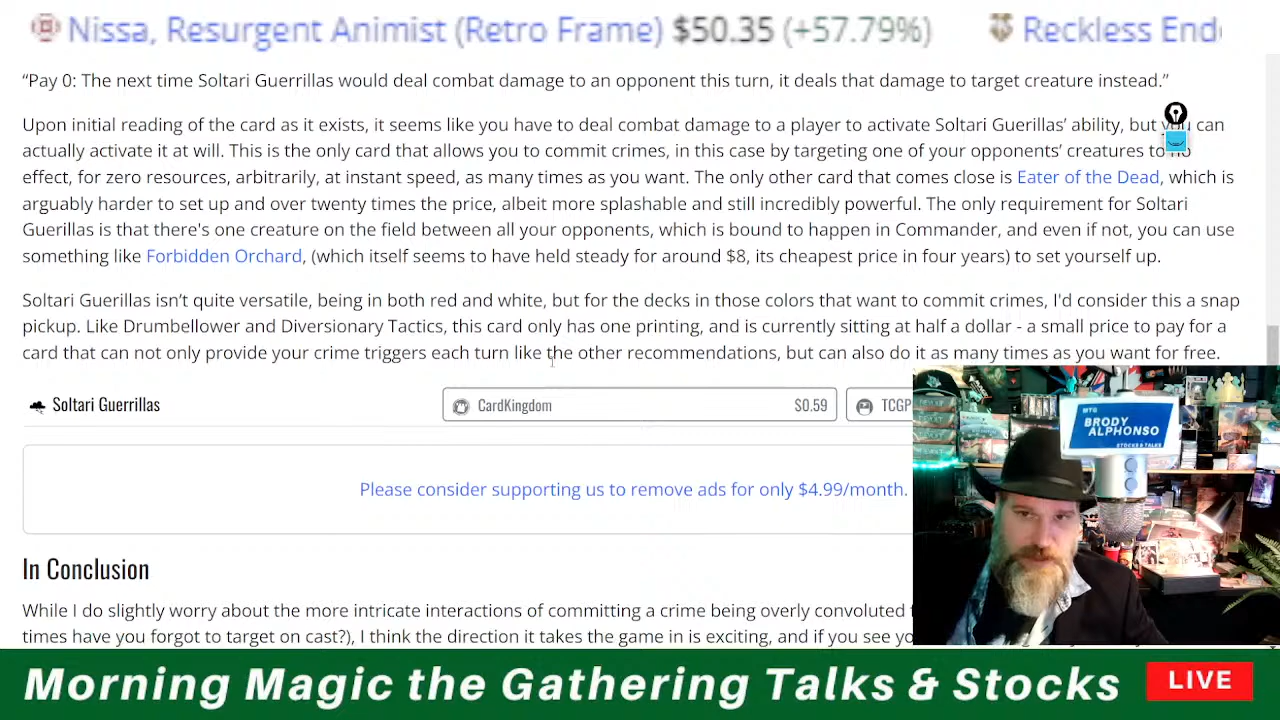 Nissa, Resurgent Animist (Retro Frame) $50.35 (+57.79%) Reckless End
“Pay 0: The next time Soltari Guerrillas would deal combat damage to an opponent this turn, it deals that damage to target creature instead.”
Upon initial reading of the card as it exists, it seems like you have to deal combat damage to a player to activate Soltari Guerillas’ ability, but you can
actually activate it at will. This is the only card that allows you to commit crimes, in this case by targeting one of your opponents’ creatures to no
effect, for zero resources, arbitrarily, at instant speed, as many times as you want. The only other card that comes close is Eater of the Dead, which is
arguably harder to set up and over twenty times the price, albeit more splashable and still incredibly powerful. The only requirement for Soltari
Guerillas is that there's one creature on the field between all your opponents, which is bound to happen in Commander, and even if not, you can use
something like Forbidden Orchard, (which itself seems to have held steady for around $8, its cheapest price in four years) to set yourself up.
Soltari Guerillas isn’t quite versatile, being in both red and white, but for the decks in those colors that want to commit crimes, I'd consider this a snap
pickup. Like Drumbellower and Diversionary Tactics, this card only has one printing, and is currently sitting at half a dollar - a small price to pay for a
card that can not only provide your crime triggers each turn like the other recommendations, but can also do it as many times as you want for free.
Soltari Guerrillas CardKingdom $0.59 TCGP
MTG
BRODY
ALPHONSO
STOCKS & TALKS
Please consider supporting us to remove ads for only $4.99/month.
In Conclusion
While I do slightly worry about the more intricate interactions of committing a crime being overly convoluted
times have you forgot to target on cast?), I think the direction it takes the game in is exciting, and if you see
Morning Magic the Gathering Talks & Stocks LIVE